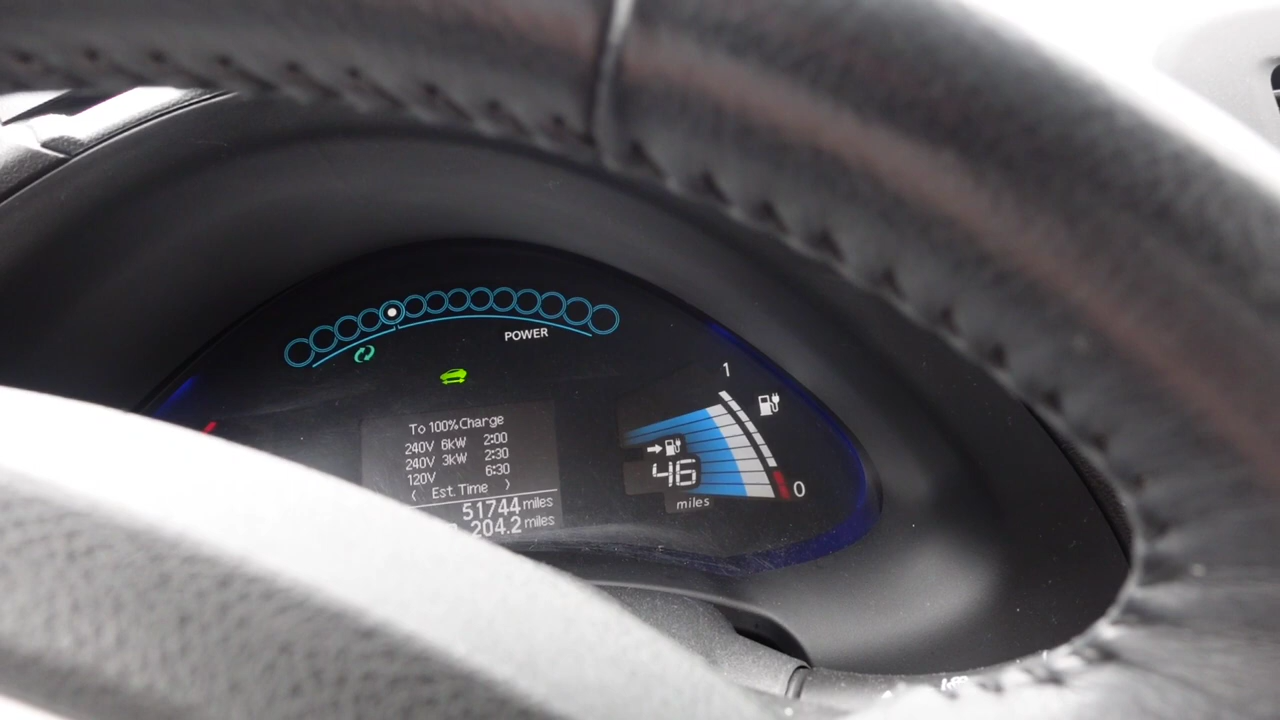 POWER
1
To 100% Charge
240V 6kW 2:00
240V 3kW 2:30
120V 6:30
< Est. Time >
51744 miles
204.2 miles
46
miles
0